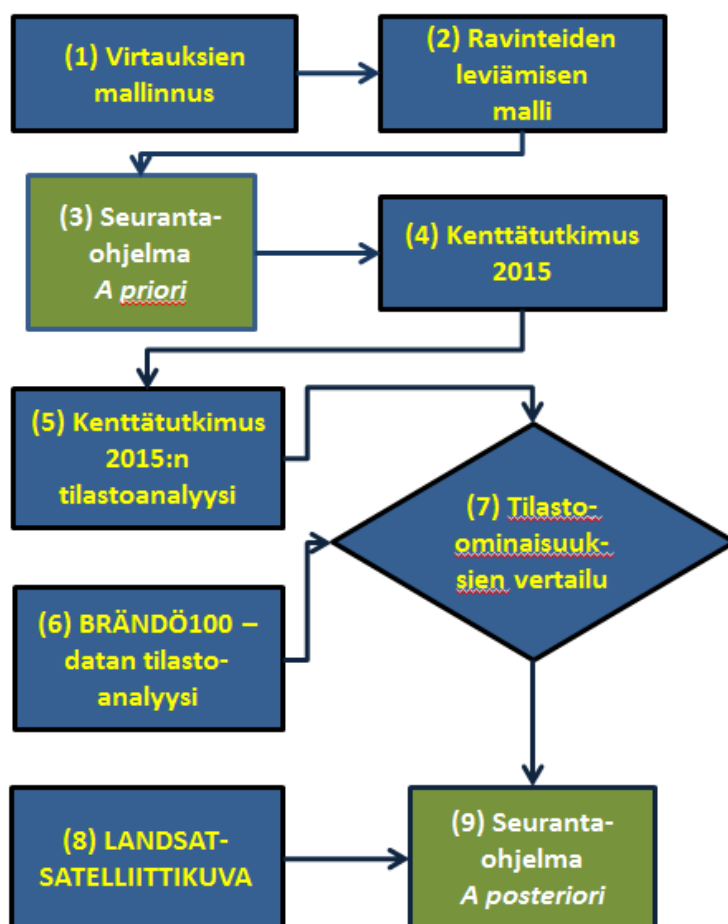 (1) Virtauksien
mallinnus
(2) Ravinteiden
leviämisen
malli
(3) Seuranta-
ohjelma
A priori
(4) Kenttätutkimus
2015
(5) Kenttätutkimus
2015:n
tilastoanalyysi
(6) BRÄNDÖ100 –
datan tilasto-
analyysi
(7) Tilasto-
ominaisuuk-
sien vertailu
(8) LANDSAT-
SATELLIITTIKUVA
(9) Seuranta-
ohjelma
A posteriori